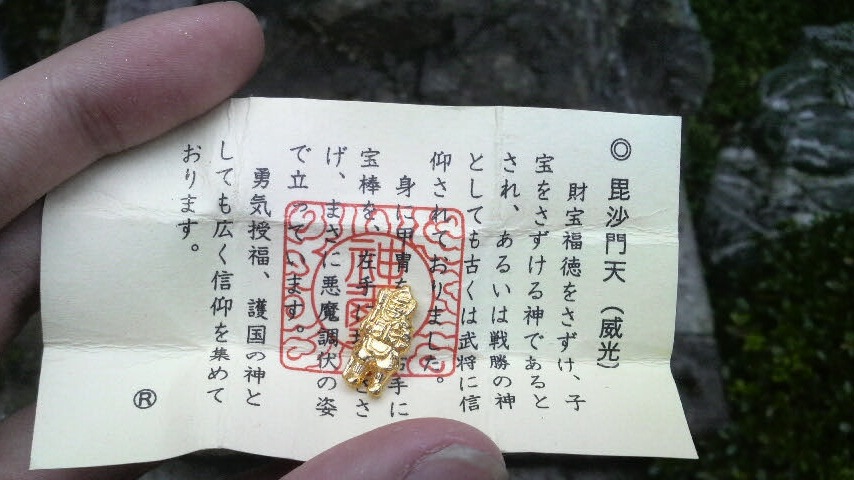 ◎ 毘沙門天（威光）
財宝福徳をさずけ、子
宝をさずける神であると
され、あるいは戦勝の神
としても古くは武将に信
仰されておりました。
身に甲冑を 右手に
宝棒を、左手に さ
げ、まさに悪魔調伏の姿
で立っています。
勇気授福、護国の神と
しても広く信仰を集めて
おります。
Ⓡ